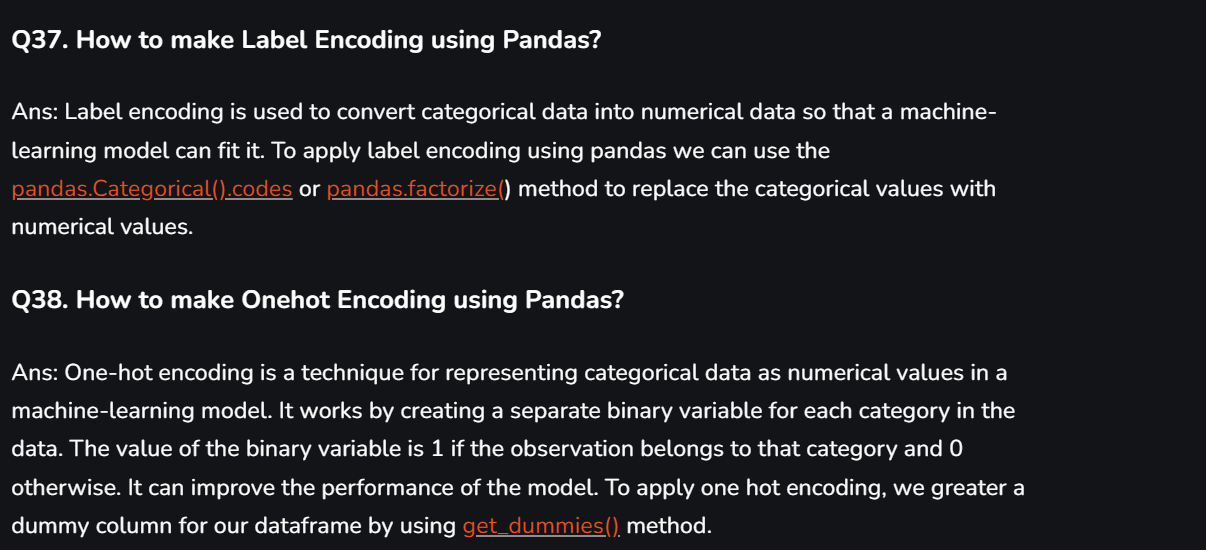 Q37. How to make Label Encoding using Pandas?
Ans: Label encoding is used to convert categorical data into numerical data so that a machine-
learning model can fit it. To apply label encoding using pandas we can use the
pandas.Categorical().codes or pandas.factorize() method to replace the categorical values with
numerical values.
Q38. How to make Onehot Encoding using Pandas?
Ans: One-hot encoding is a technique for representing categorical data as numerical values in a
machine-learning model. It works by creating a separate binary variable for each category in the
data. The value of the binary variable is 1 if the observation belongs to that category and 0
otherwise. It can improve the performance of the model. To apply one hot encoding, we greater a
dummy column for our dataframe by using get_dummies() method.